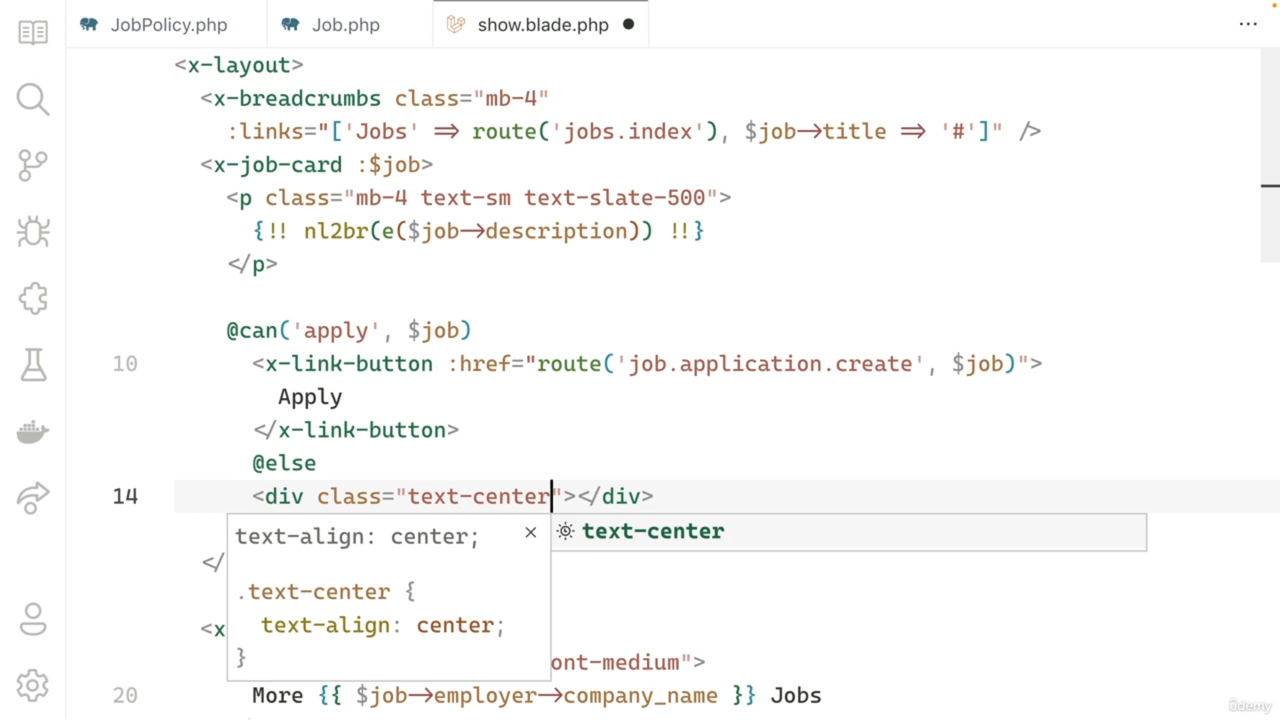 JobPolicy.php
Job.php
show.blade.php
<x-layout>
<x-breadcrumbs class="mb-4"
:links="['Jobs' => route('jobs.index'), $job->title => '#']" />
<x-job-card :$job>
<p class="mb-4 text-sm text-slate-500">
{!! nl2br(e($job->description)) !!}
</p>
@can('apply', $job)
10 <x-link-button :href="route('job.application.create', $job)">
Apply
</x-link-button>
@else
14 <div class="text-center"></div>
text-align: center; ×
text-center
</
.text-center {
text-align: center;
}
<x
ont-medium">
20 More {{ $job->employer->company_name }} Jobs
ûdemy